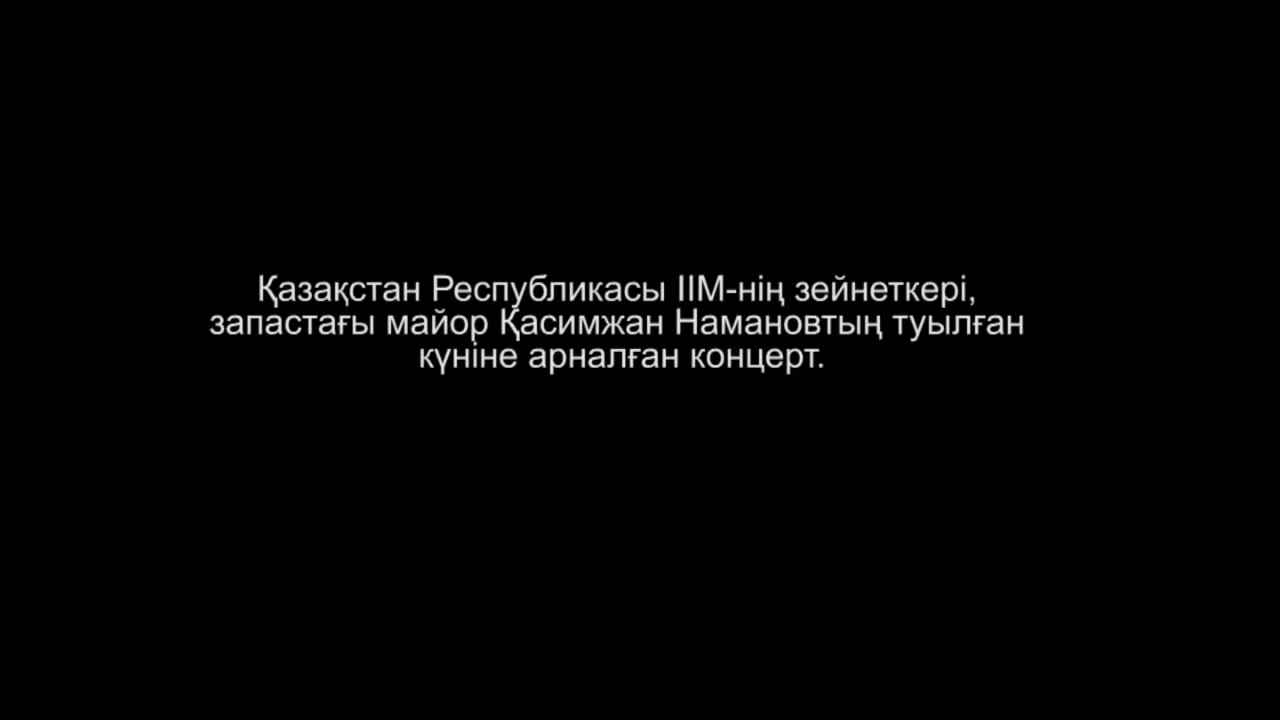 Қазақстан Республикасы ІІМ-нің зейнеткері,
запастағы майор Қасимжан Намановтың туылған
күніне арналған концерт.